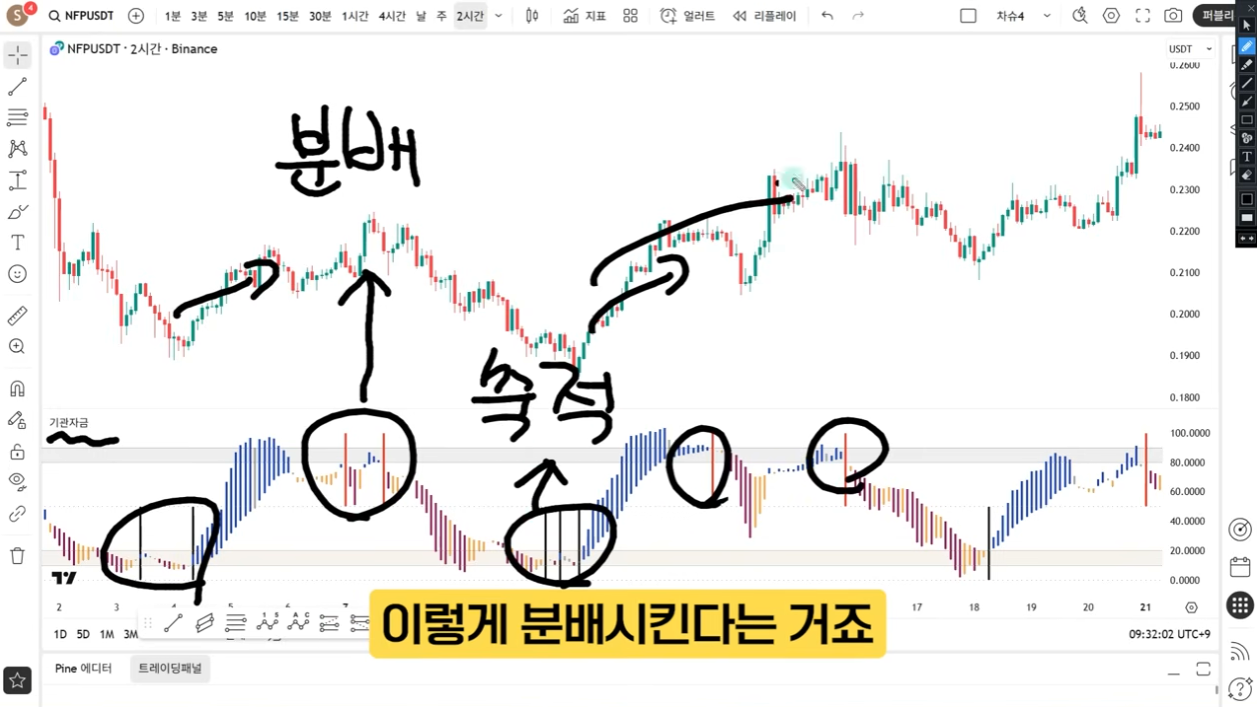 S 4 NFPUSDT 1분 3분 5분 10분 15분 30분 1시간 4시간 날 주 2시간 지표 얼러트 리플레이 차슈4 퍼블리
NFPUSDT · 2시간 · Binance
USDT
0.2600
0.2500
0.2400
0.2300
0.2200
0.2100
0.2000
0.1900
0.1800
분배
축적
기관자금
100.0000
80.0000
60.0000
40.0000
20.0000
0.0000
2 3 4 5 17 18 19 20 21
1D 5D 1M 3M
09:32:02 UTC+9
이렇게 분배시킨다는 거죠
Pine 에디터 트레이딩패널